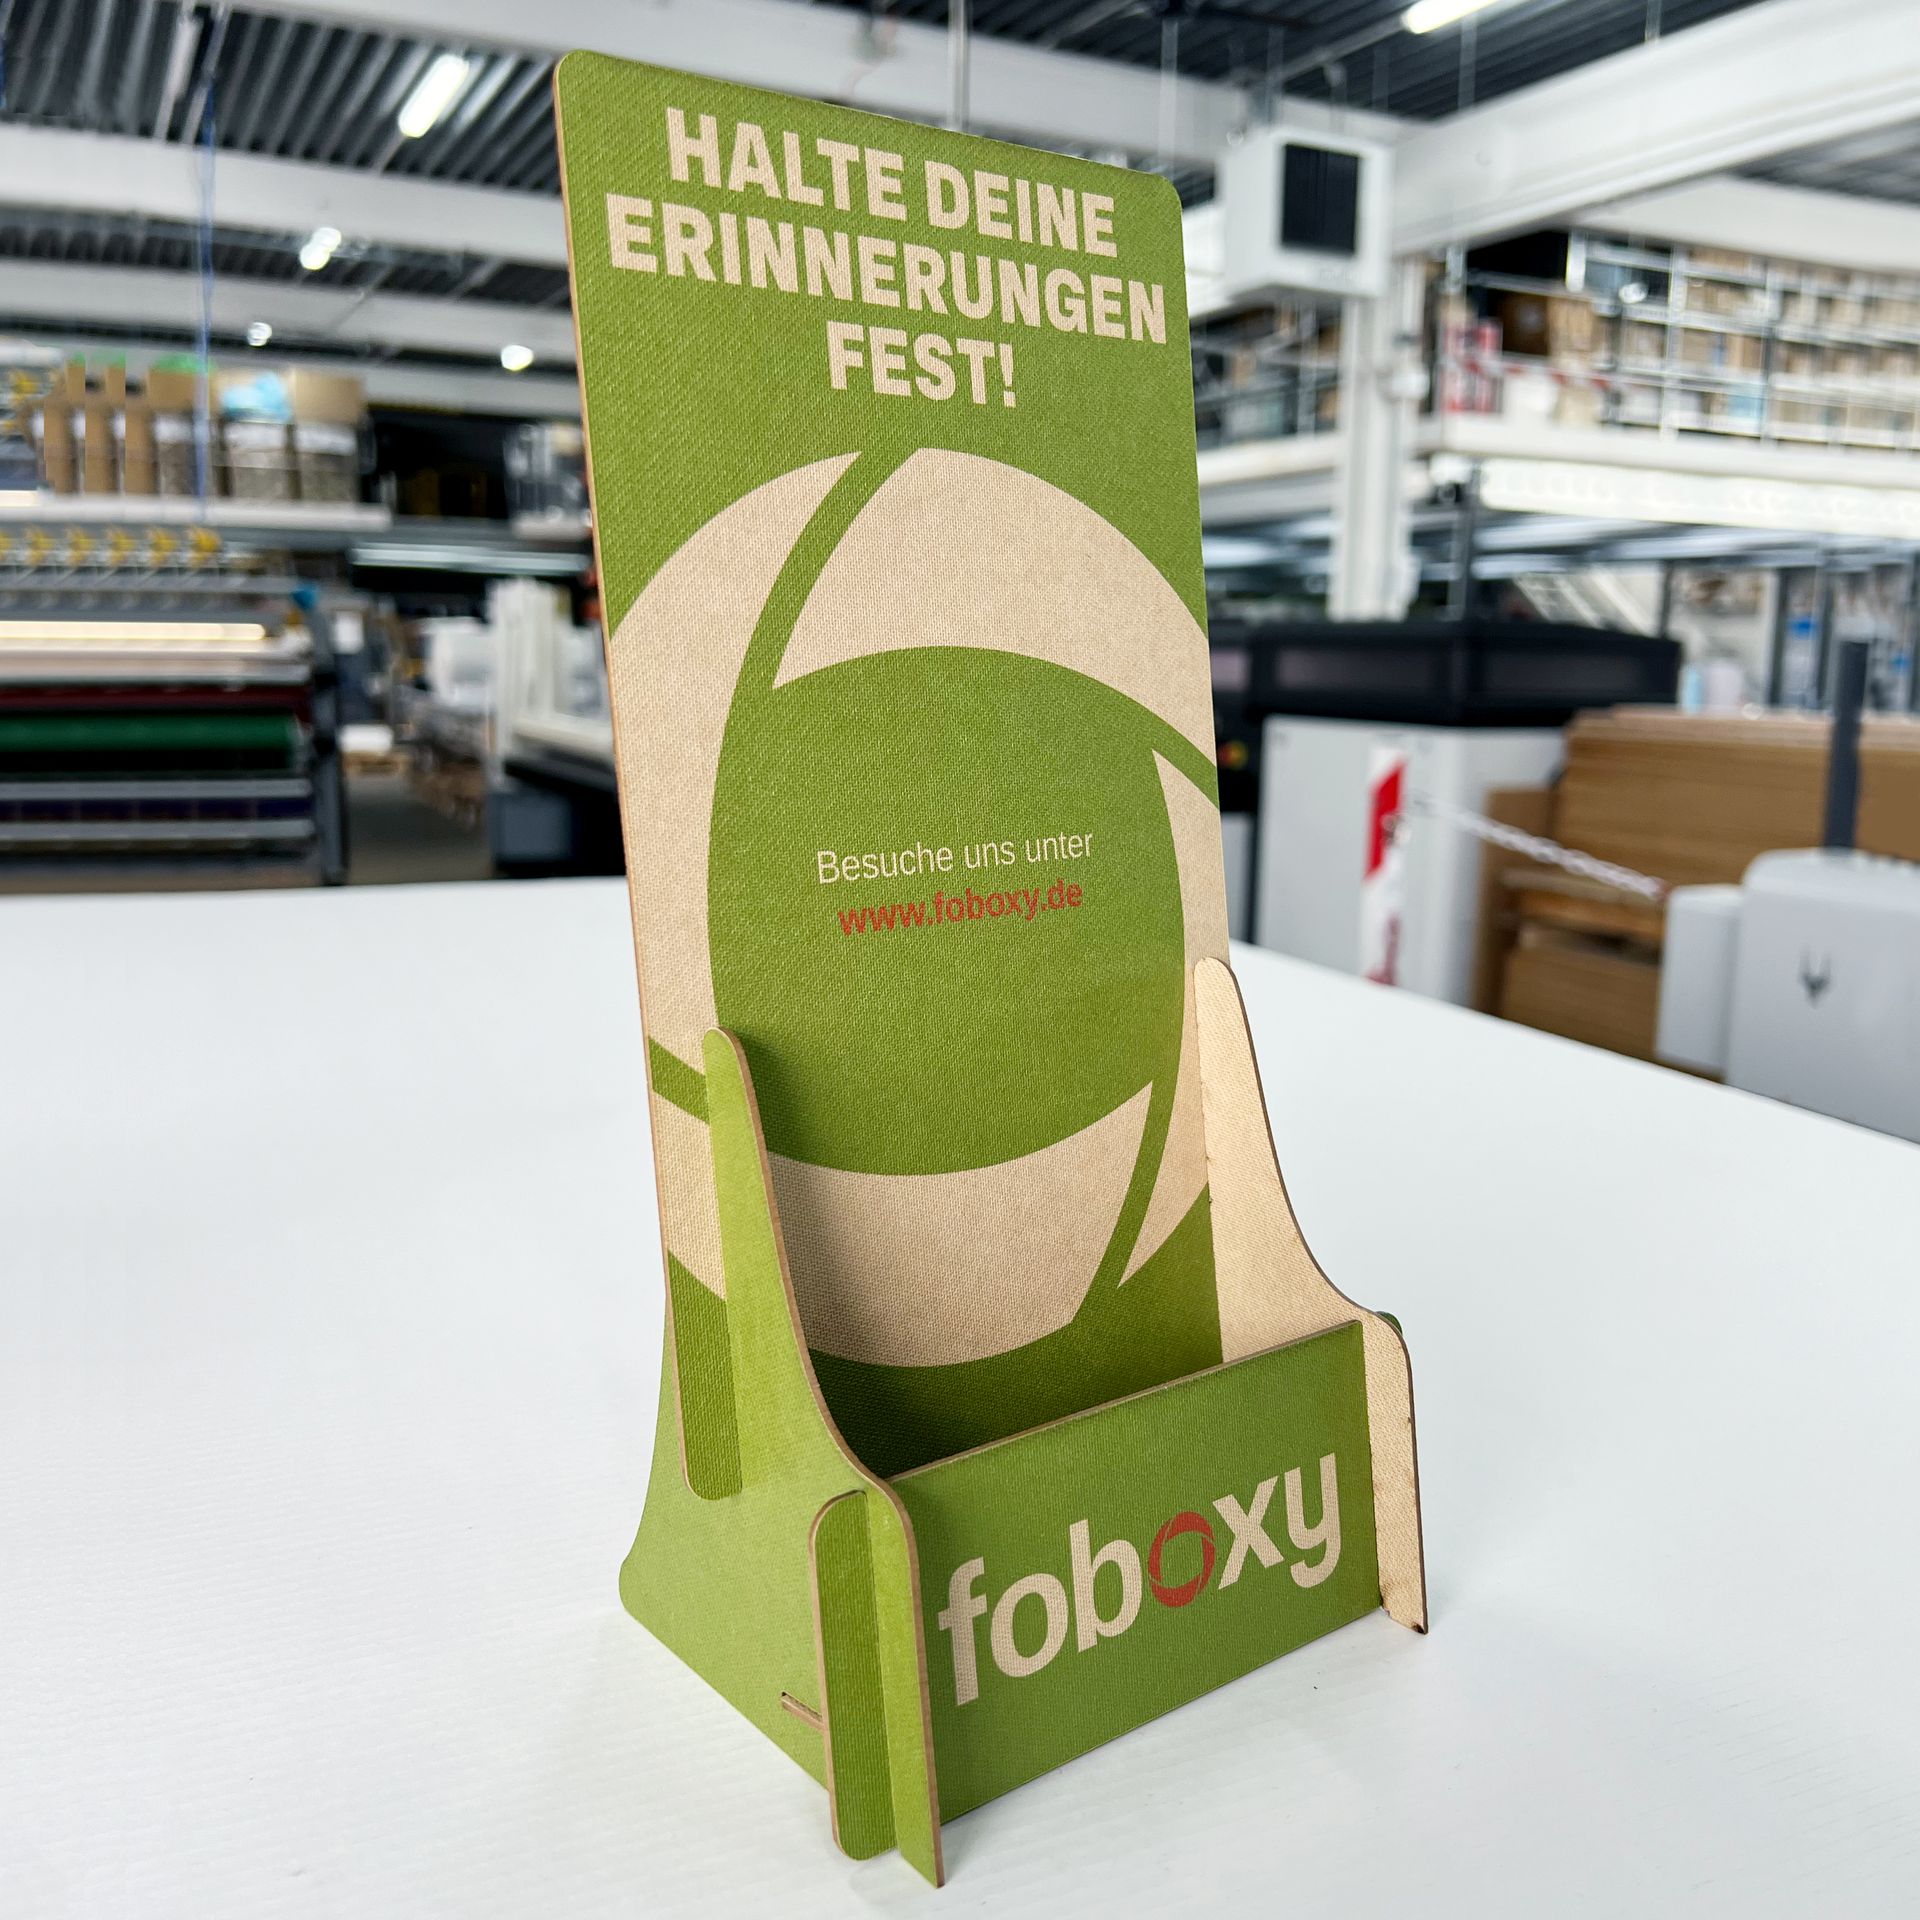 HALTE DEINE
ERINNERUNGEN
FEST!
Besuche uns unter
www.foboxy.de
foboxy